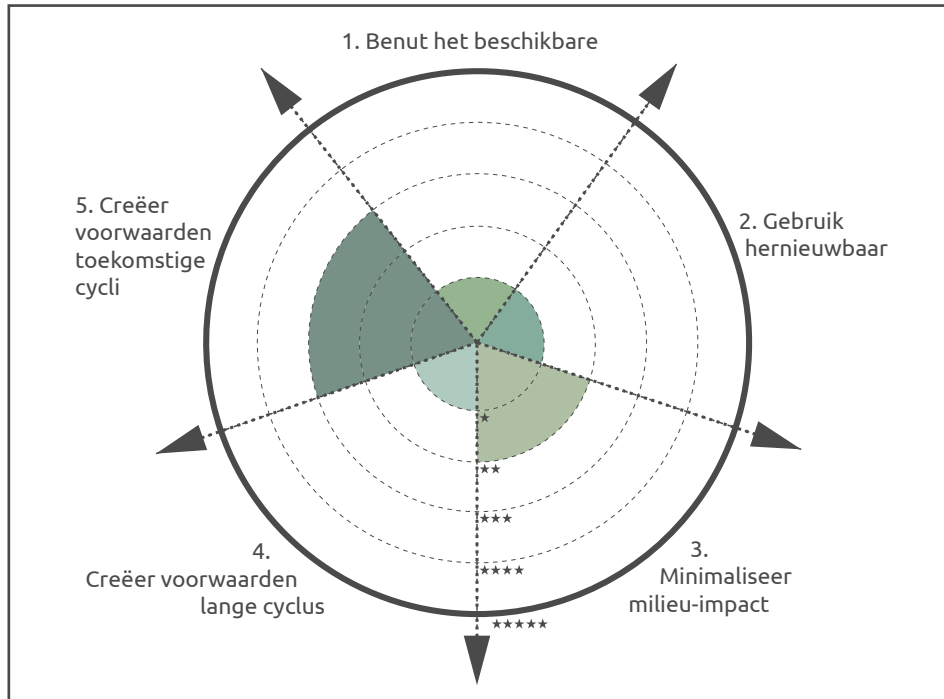 1. Benut het beschikbare
2. Gebruik
hernieuwbaar
3.
Minimaliseer
milieu-impact
4.
Creëer voorwaarden
lange cyclus
5. Creëer
voorwaarden
toekomstige
cycli
★
★★
★★★
★★★★
★★★★★